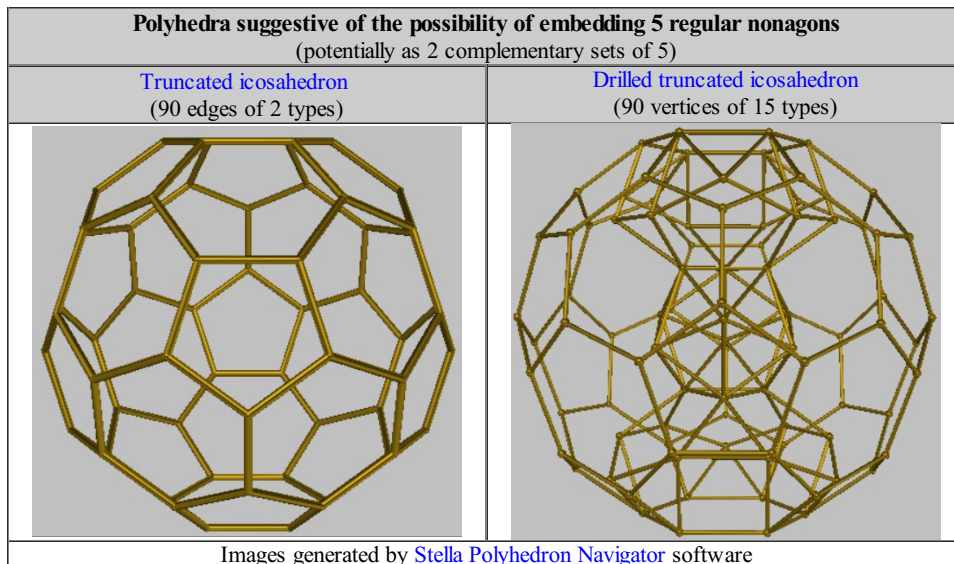 Polyhedra suggestive of the possibility of embedding 5 regular nonagons
(potentially as 2 complementary sets of 5)
Truncated icosahedron
(90 edges of 2 types)
Drilled truncated icosahedron
(90 vertices of 15 types)
Images generated by Stella Polyhedron Navigator software